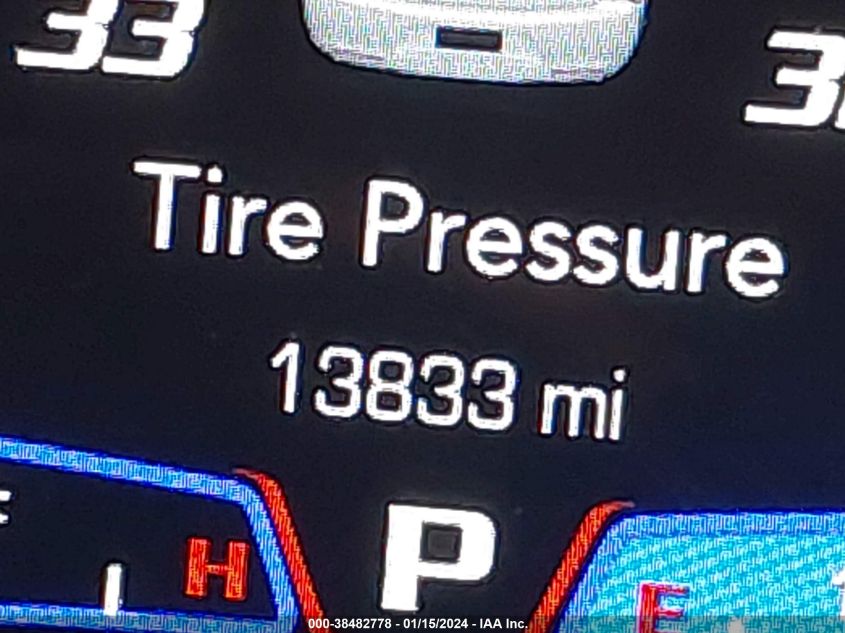 33
Tire Pressure
13833 mi
P
H
E
000-38482778 - 01/15/2024 - IAA Inc.